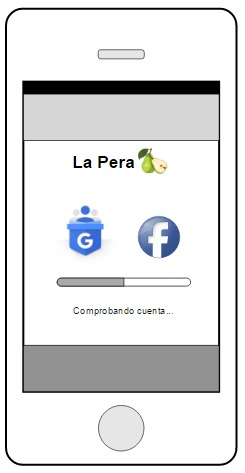 La Pera
G f
Comprobando cuenta...